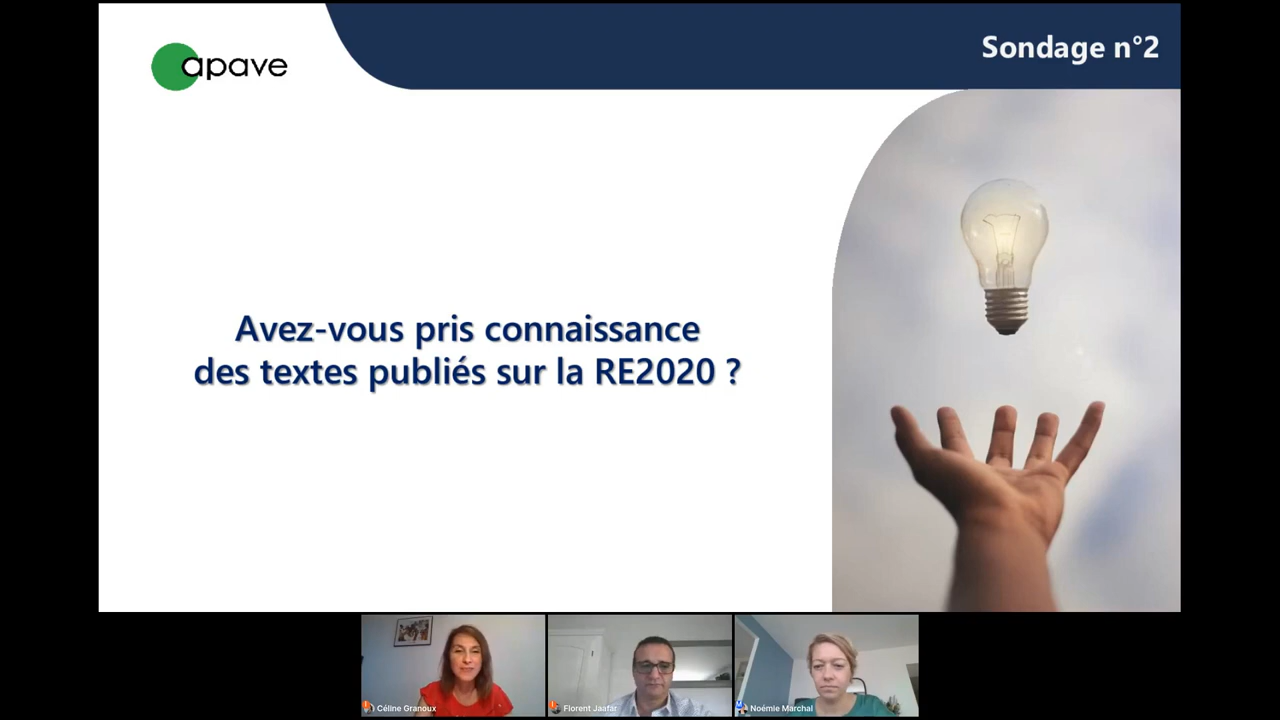 apave
Sondage n°2
Avez-vous pris connaissance
des textes publiés sur la RE2020 ?
Céline Granoux
Florent Jaafar
Noémie Marchal